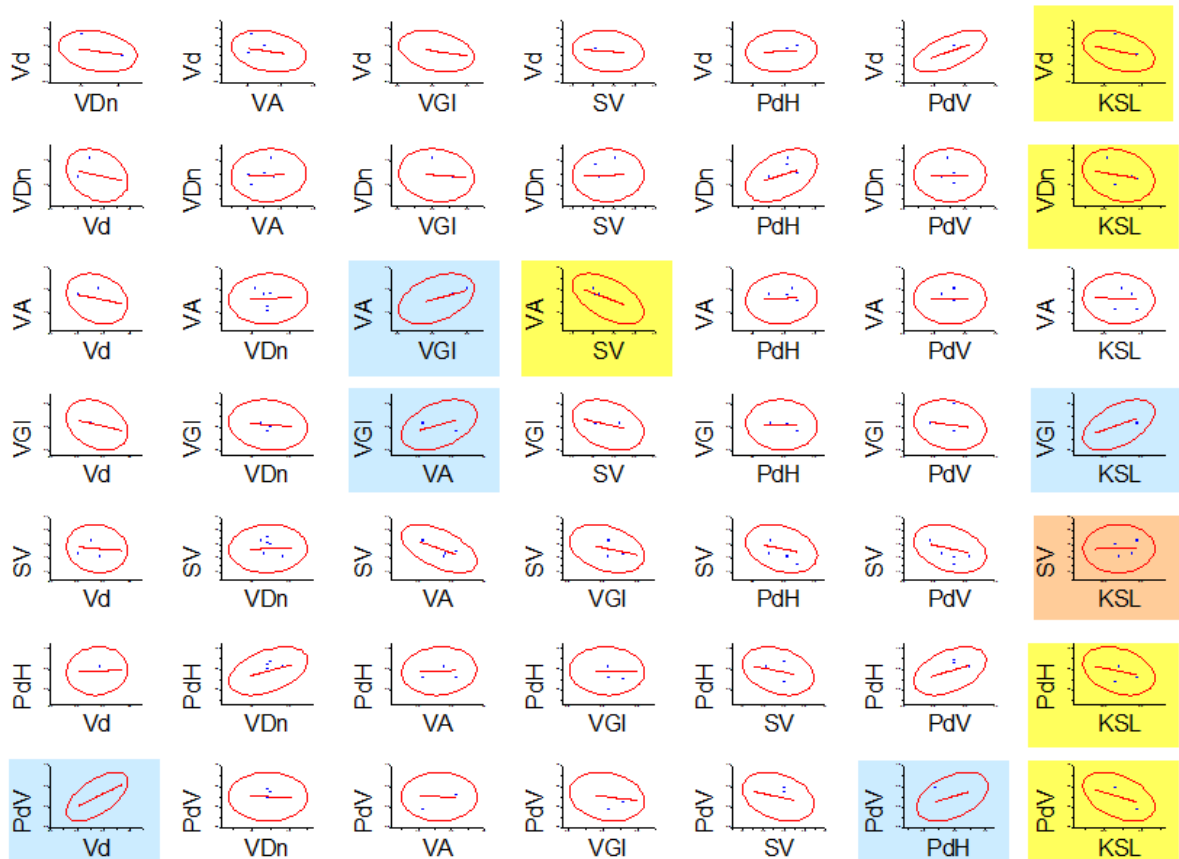 Vd Vd Vd Vd Vd Vd Vd
VDn VA VGI SV PdH PdV KSL
VDn VDn VDn VDn VDn VDn VDn
Vd VA VGI SV PdH PdV KSL
VA VA VA VA VA VA VA
Vd VDn VGI SV PdH PdV KSL
VGI VGI VGI VGI VGI VGI VGI
Vd VDn VA SV PdH PdV KSL
SV SV SV SV SV SV SV
Vd VDn VA VGI PdH PdV KSL
PdH PdH PdH PdH PdH PdH PdH
Vd VDn VA VGI SV PdV KSL
PdV PdV PdV PdV PdV PdV PdV
Vd VDn VA VGI SV PdH KSL